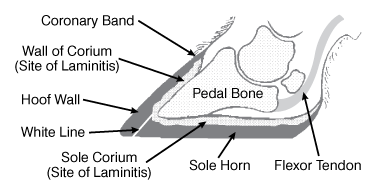 Coronary Band
Wall of Corium
(Site of Laminitis)
Hoof Wall
Pedal Bone
White Line
Sole Corium
(Site of Laminitis)
Sole Horn
Flexor Tendon